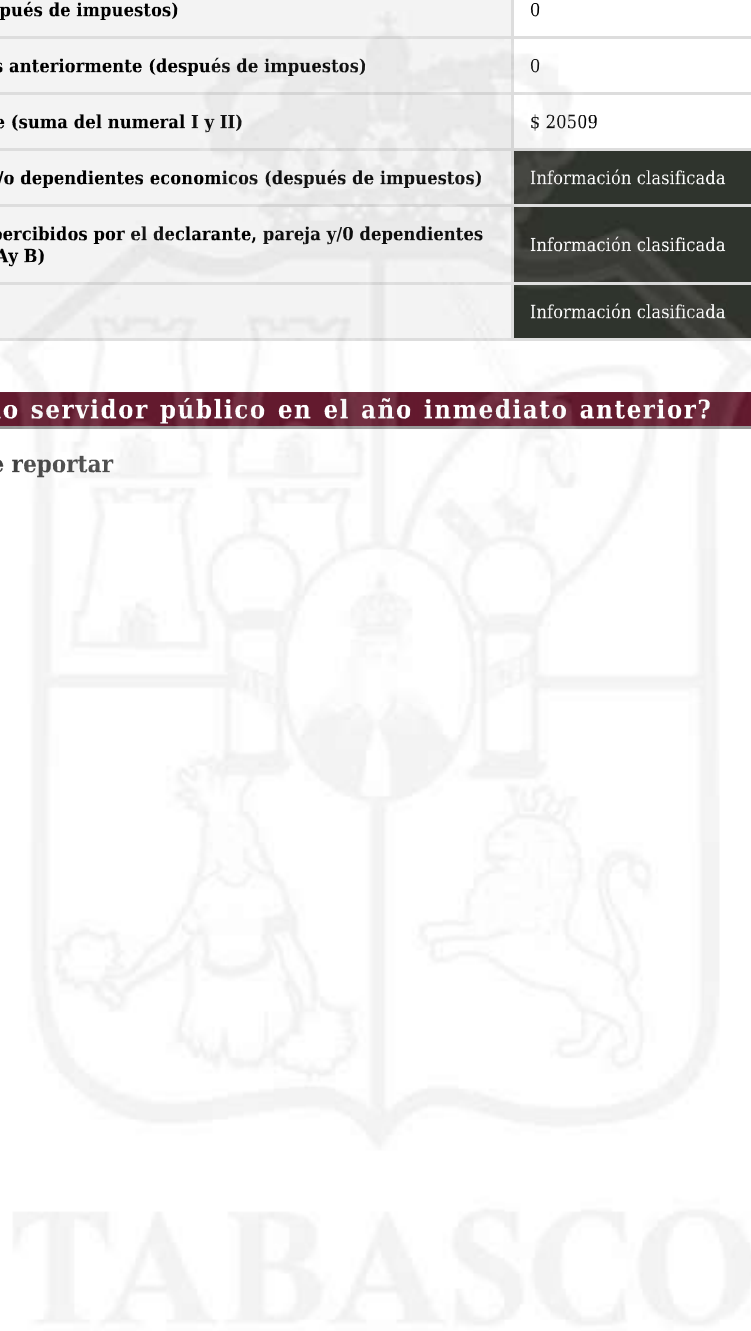 pués de impuestos)
0
s anteriormente (después de impuestos)
0
e (suma del numeral I y II)
$ 20509
/o dependientes economicos (después de impuestos)
Información clasificada
percibidos por el declarante, pareja y/0 dependientes
Ay B)
Información clasificada
Información clasificada
o servidor público en el año inmediato anterior?
e reportar
TABASCO